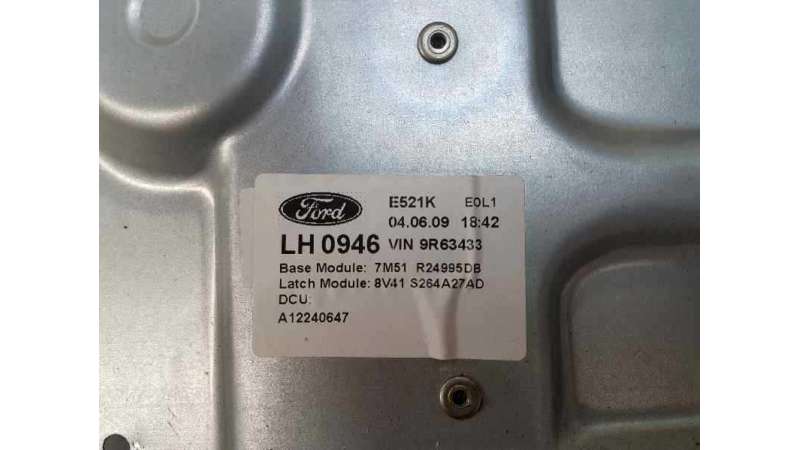 Ford E521K E0L1
04.06.09 18:42
LH 0946 VIN 9R63433
Base Module: 7M51 R24995DB
Latch Module: 8V41 S264A27AD
DCU:
A12240647